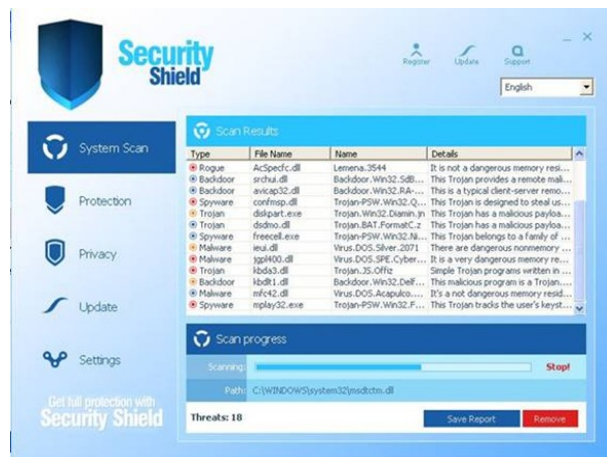 Security
Shield
Register Update Support
English
System Scan
Protection
Privacy
Update
Settings
Get full protection with
Security Shield
Scan Results
Type File Name Name Details
Rogue AcSpecfc.dll Lemena.3544 It is not a dangerous memory resi...
Backdoor srchui.dll Backdoor.Win32.SdB... This Trojan provides a remote mali...
Backdoor avicap32.dll Backdoor.Win32.RA-... This is a typical client-server remo...
Spyware confmsp.dll Trojan-PSW.Win32.Q... This Trojan is designed to steal us...
Trojan diskpart.exe Trojan.Win32.Diamin.jn This Trojan has a malicious payloa...
Trojan dsdmo.dll Trojan.BAT.FormatC.z This Trojan has a malicious payloa...
Spyware freecell.exe Trojan-PSW.Win32.Ni... This Trojan belongs to a family of ...
Malware ieui.dll Virus.DOS.Silver.2071 There are dangerous nonmemory ...
Malware jgpl400.dll Virus.DOS.SPE.Cyber... It is a very dangerous memory re...
Trojan kbda3.dll Trojan.JS.Offiz Simple Trojan programs written in ...
Backdoor kbdlt1.dll Backdoor.Win32.Delf... This malicious program is a Trojan....
Malware mfc42.dll Virus.DOS.Acapulco.... It's a not dangerous memory resid...
Spyware mplay32.exe Trojan-PSW.Win32.F... This Trojan tracks the user's keyst...
Scan progress
Scanning: Stop!
Path: C:\WINDOWS\system32\msdtctm.dll
Threats: 18
Save Report Remove